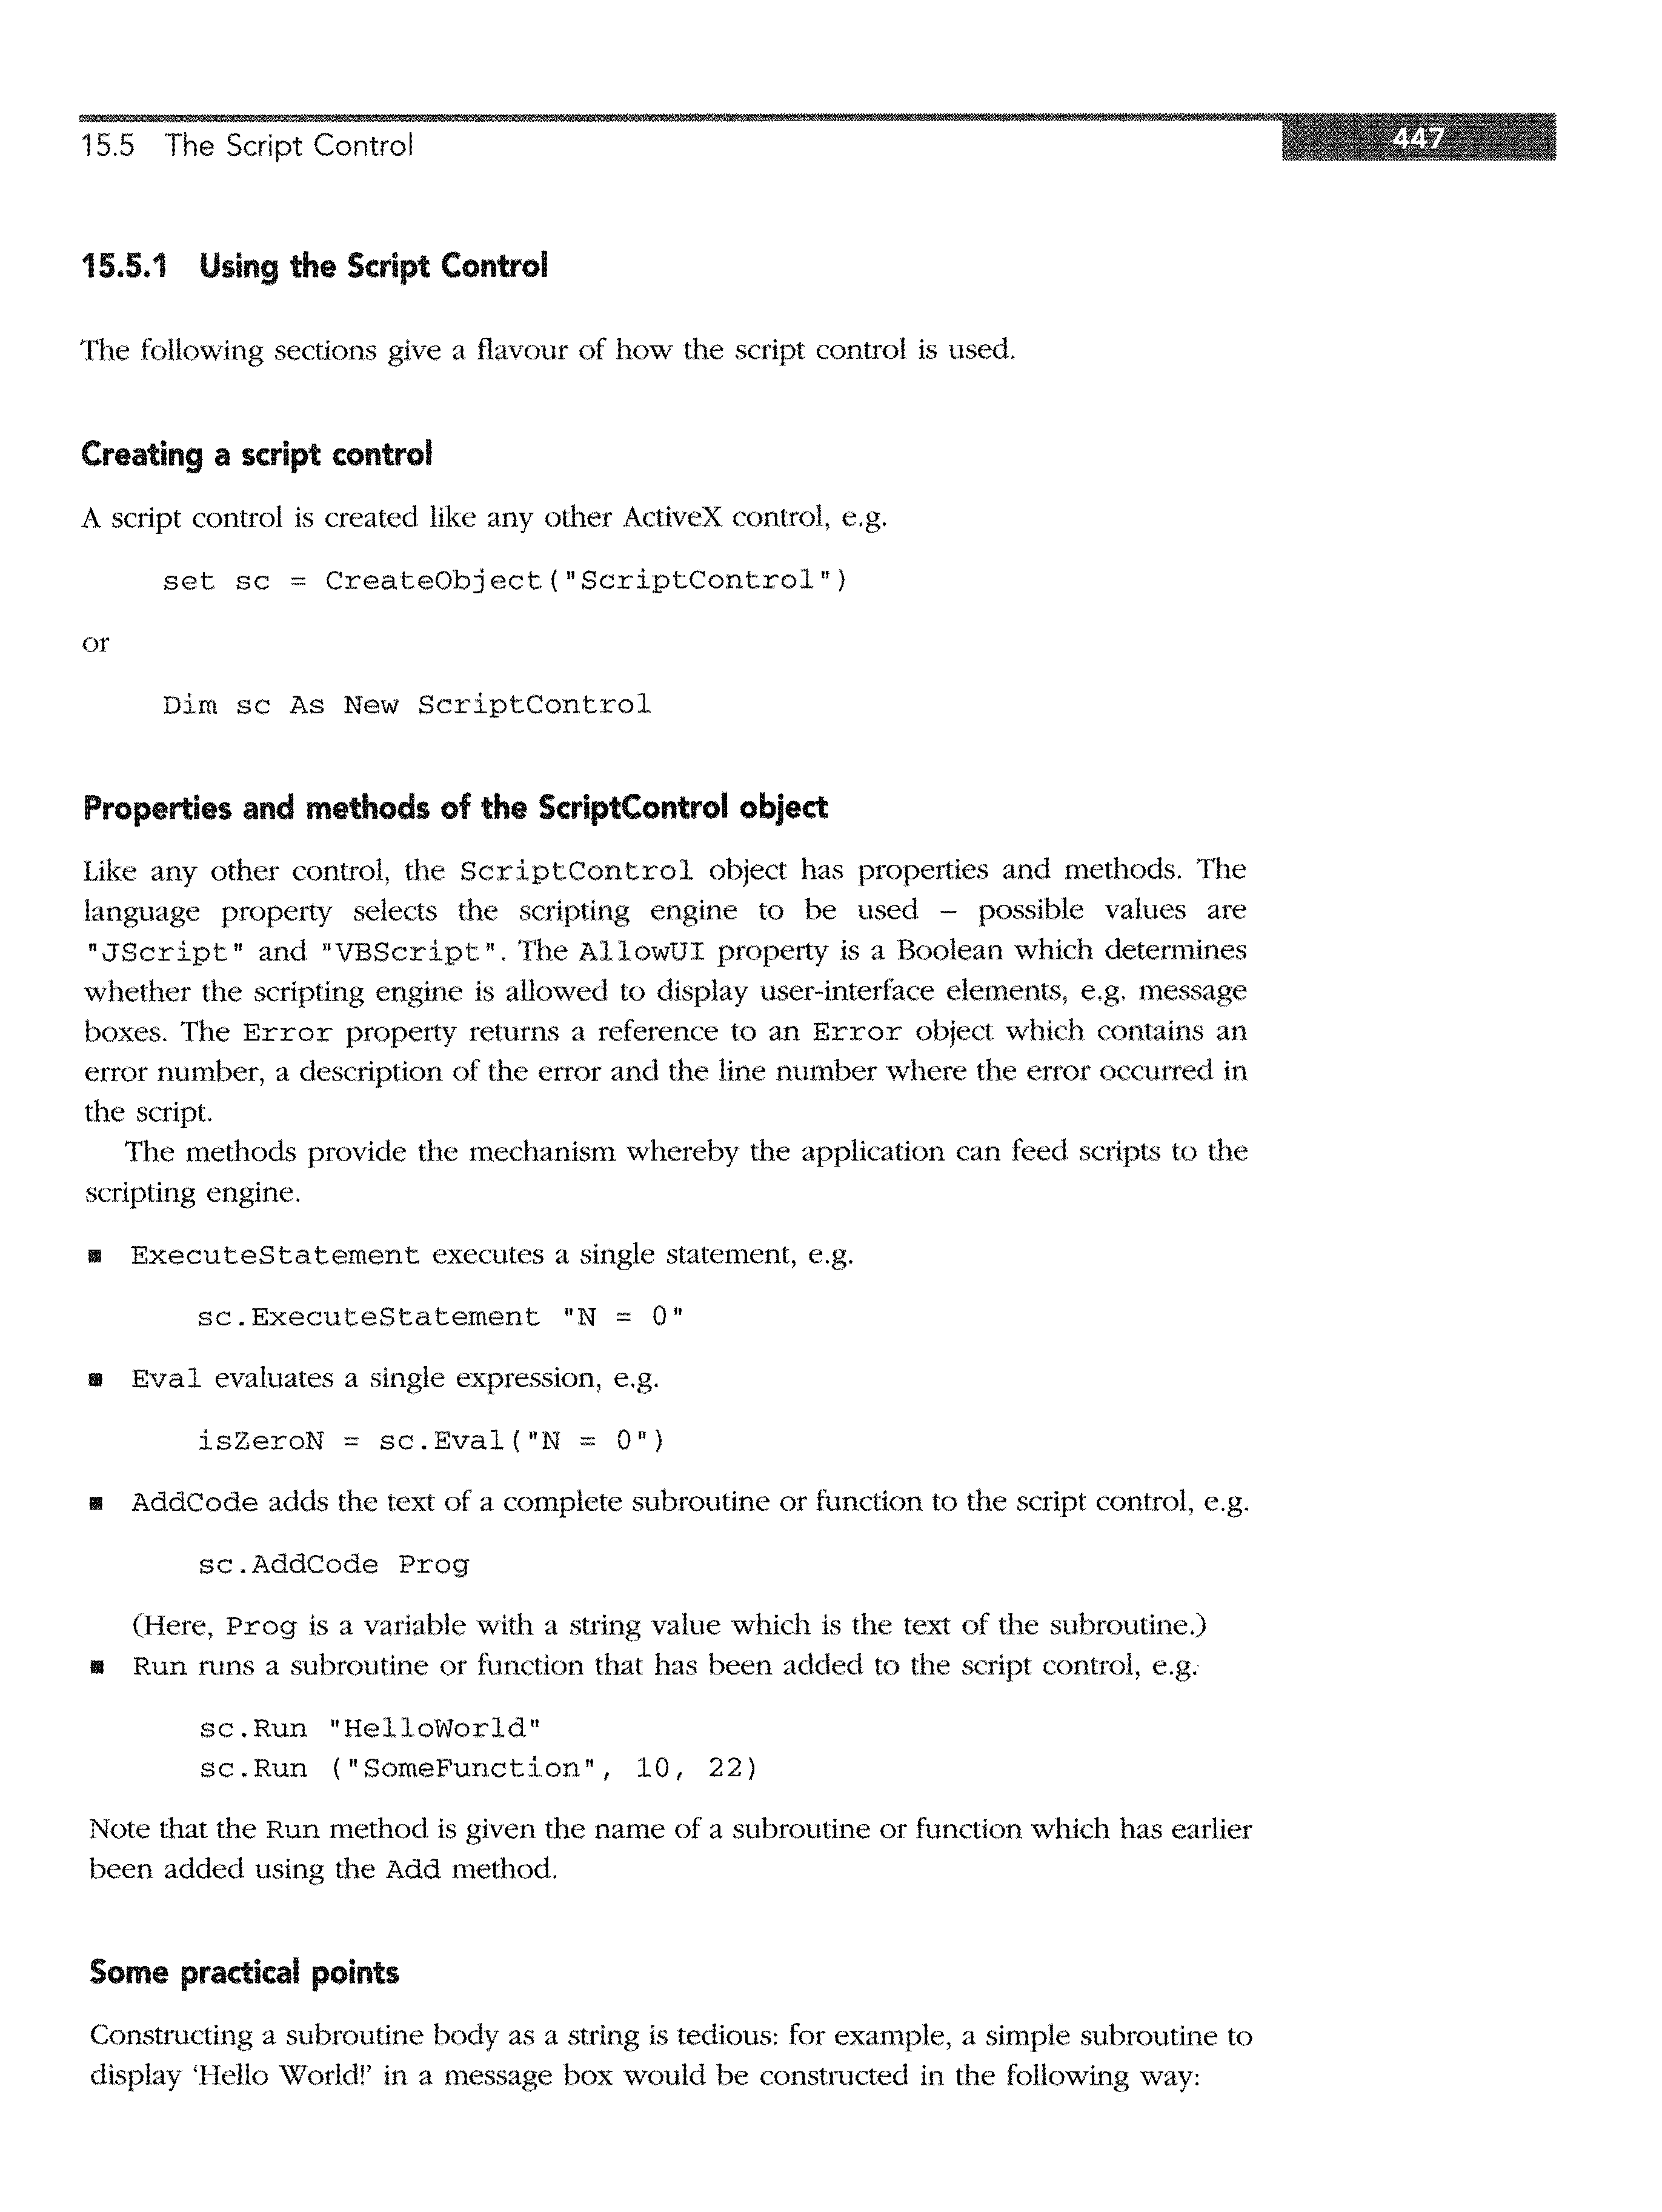 15.5 The Script Control
447
15.5.1 Using the Script Control
The following sections give a flavour of how the script control is used.
Creating a script control
A script control is created like any other ActiveX control, e.g.
set sc = CreateObject("ScriptControl")
or
Dim sc As New ScriptControl
Properties and methods of the ScriptControl object
Like any other control, the ScriptControl object has properties and methods. The
language property selects the scripting engine to be used – possible values are
"JScript" and "VBScript". The AllowUI property is a Boolean which determines
whether the scripting engine is allowed to display user-interface elements, e.g. message
boxes. The Error property returns a reference to an Error object which contains an
error number, a description of the error and the line number where the error occurred in
the script.
The methods provide the mechanism whereby the application can feed scripts to the
scripting engine.
■ ExecuteStatement executes a single statement, e.g.
sc.ExecuteStatement "N = 0"
■ Eval evaluates a single expression, e.g.
isZeroN = sc.Eval("N = 0")
■ AddCode adds the text of a complete subroutine or function to the script control, e.g.
sc.AddCode Prog
(Here, Prog is a variable with a string value which is the text of the subroutine.)
■ Run runs a subroutine or function that has been added to the script control, e.g.
sc.Run "HelloWorld"
sc.Run ("SomeFunction", 10, 22)
Note that the Run method is given the name of a subroutine or function which has earlier
been added using the Add method.
Some practical points
Constructing a subroutine body as a string is tedious: for example, a simple subroutine to
display ‘Hello World!’ in a message box would be constructed in the following way: